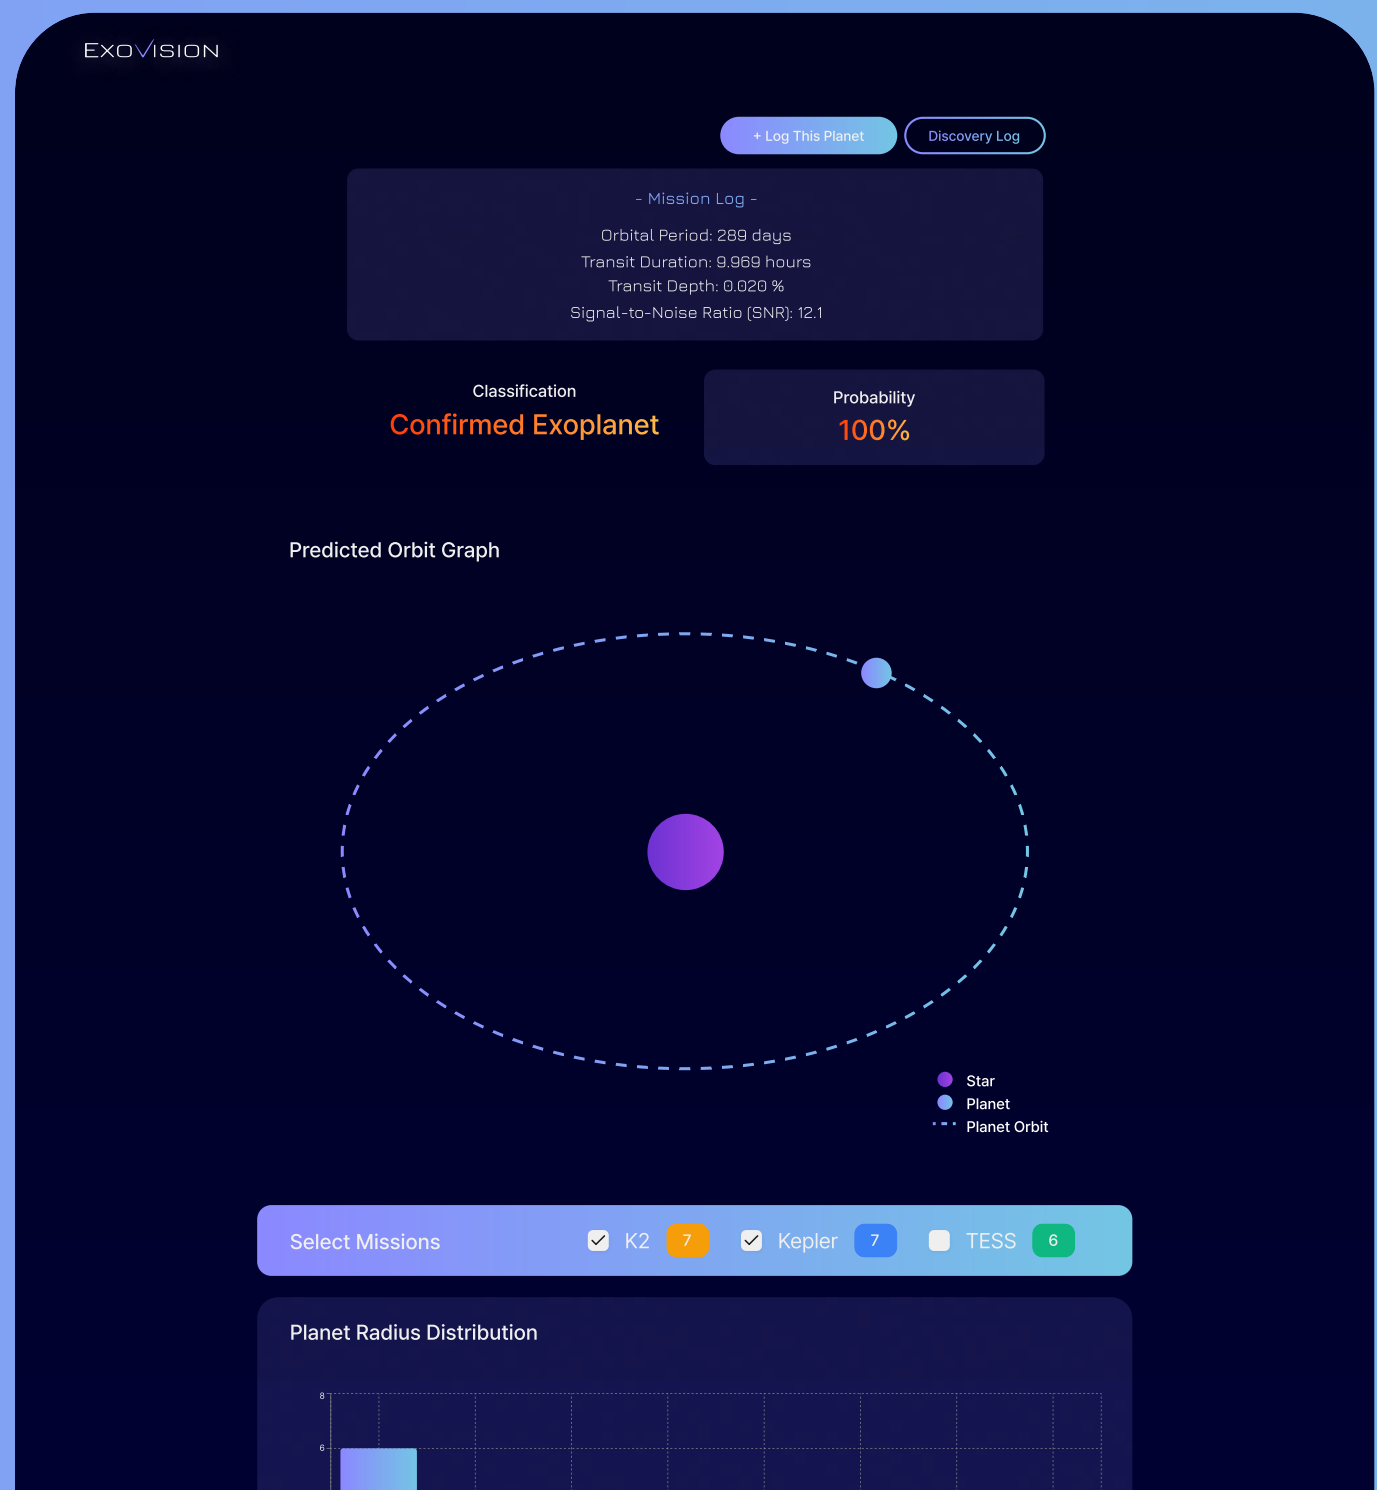 EXOVISION
+ Log This Planet
Discovery Log
- Mission Log -
Orbital Period: 289 days
Transit Duration: 9.969 hours
Transit Depth: 0.020 %
Signal-to-Noise Ratio (SNR): 12.1
Classification
Confirmed Exoplanet
Probability
100%
Predicted Orbit Graph
Star
Planet
Planet Orbit
Select Missions
K2
7
Kepler
7
TESS
6
Planet Radius Distribution
8
6